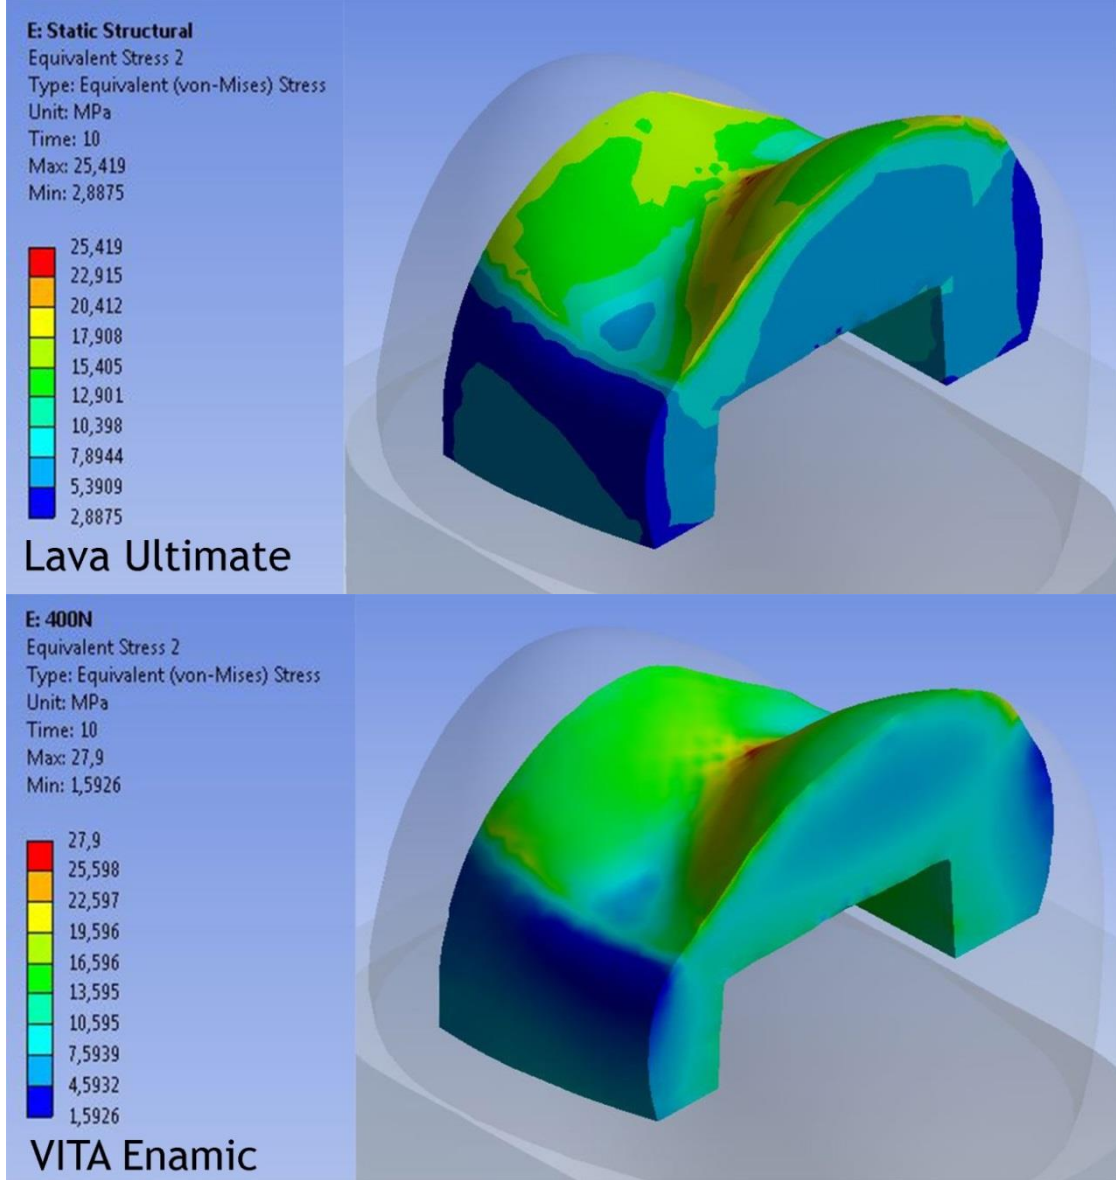 E: Static Structural
Equivalent Stress 2
Type: Equivalent (von-Mises) Stress
Unit: MPa
Time: 10
Max: 25,419
Min: 2,8875
25,419
22,915
20,412
17,908
15,405
12,901
10,398
7,8944
5,3909
2,8875
Lava Ultimate
E: 400N
Equivalent Stress 2
Type: Equivalent (von-Mises) Stress
Unit: MPa
Time: 10
Max: 27,9
Min: 1,5926
27,9
25,598
22,597
19,596
16,596
13,595
10,595
7,5939
4,5932
1,5926
VITA Enamic